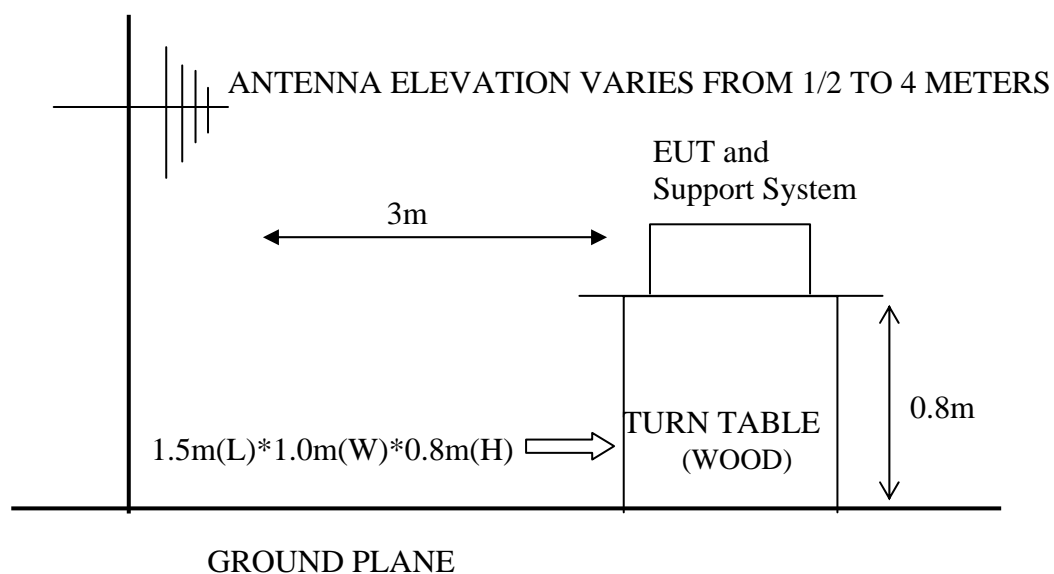 ANTENNA ELEVATION VARIES FROM 1/2 TO 4 METERS
EUT and
Support System
3m
0.8m
TURN TABLE
1.5m(L)*1.0m(W)*0.8m(H)
(WOOD)
GROUND PLANE